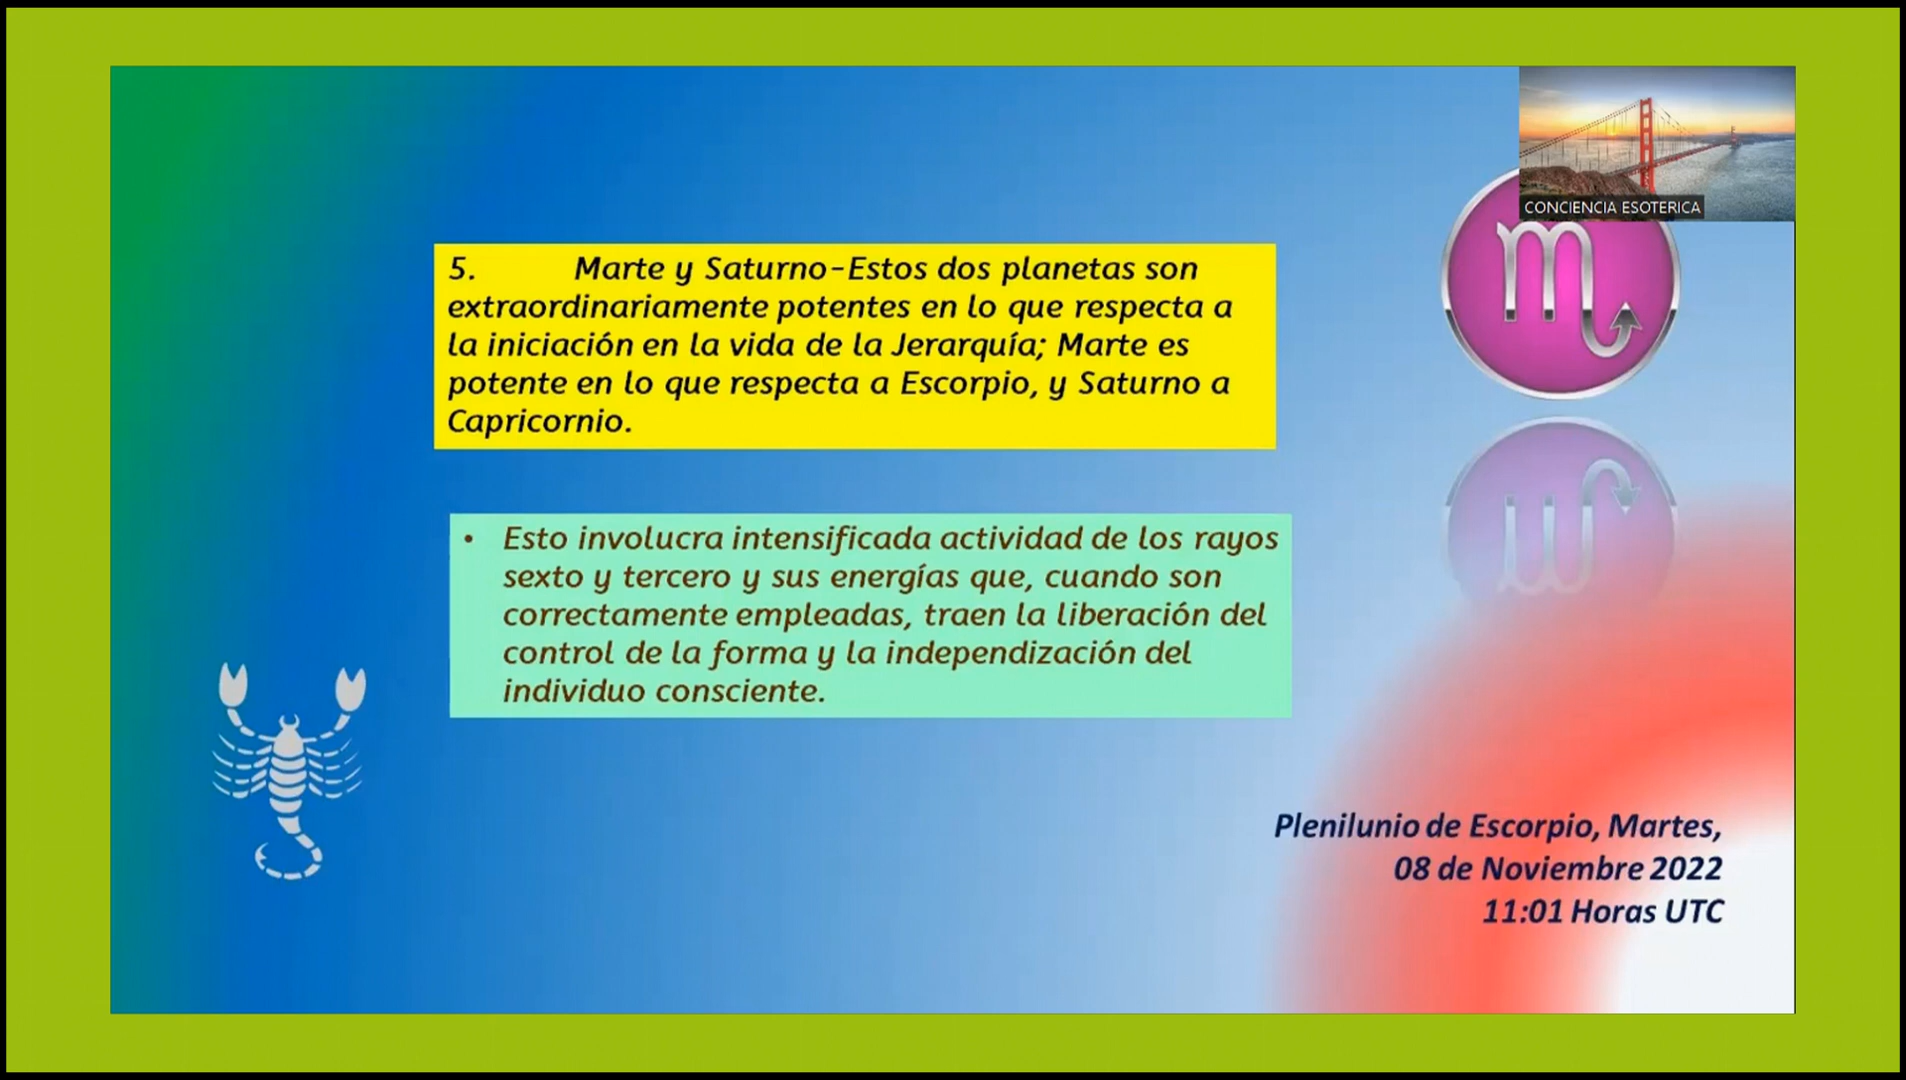 CONCIENCIA ESOTERICA
5. Marte y Saturno-Estos dos planetas son
extraordinariamente potentes en lo que respecta a
la iniciación en la vida de la Jerarquía; Marte es
potente en lo que respecta a Escorpio, y Saturno a
Capricornio.
• Esto involucra intensificada actividad de los rayos
sexto y tercero y sus energías que, cuando son
correctamente empleadas, traen la liberación del
control de la forma y la independización del
individuo consciente.
Plenilunio de Escorpio, Martes,
08 de Noviembre 2022
11:01 Horas UTC